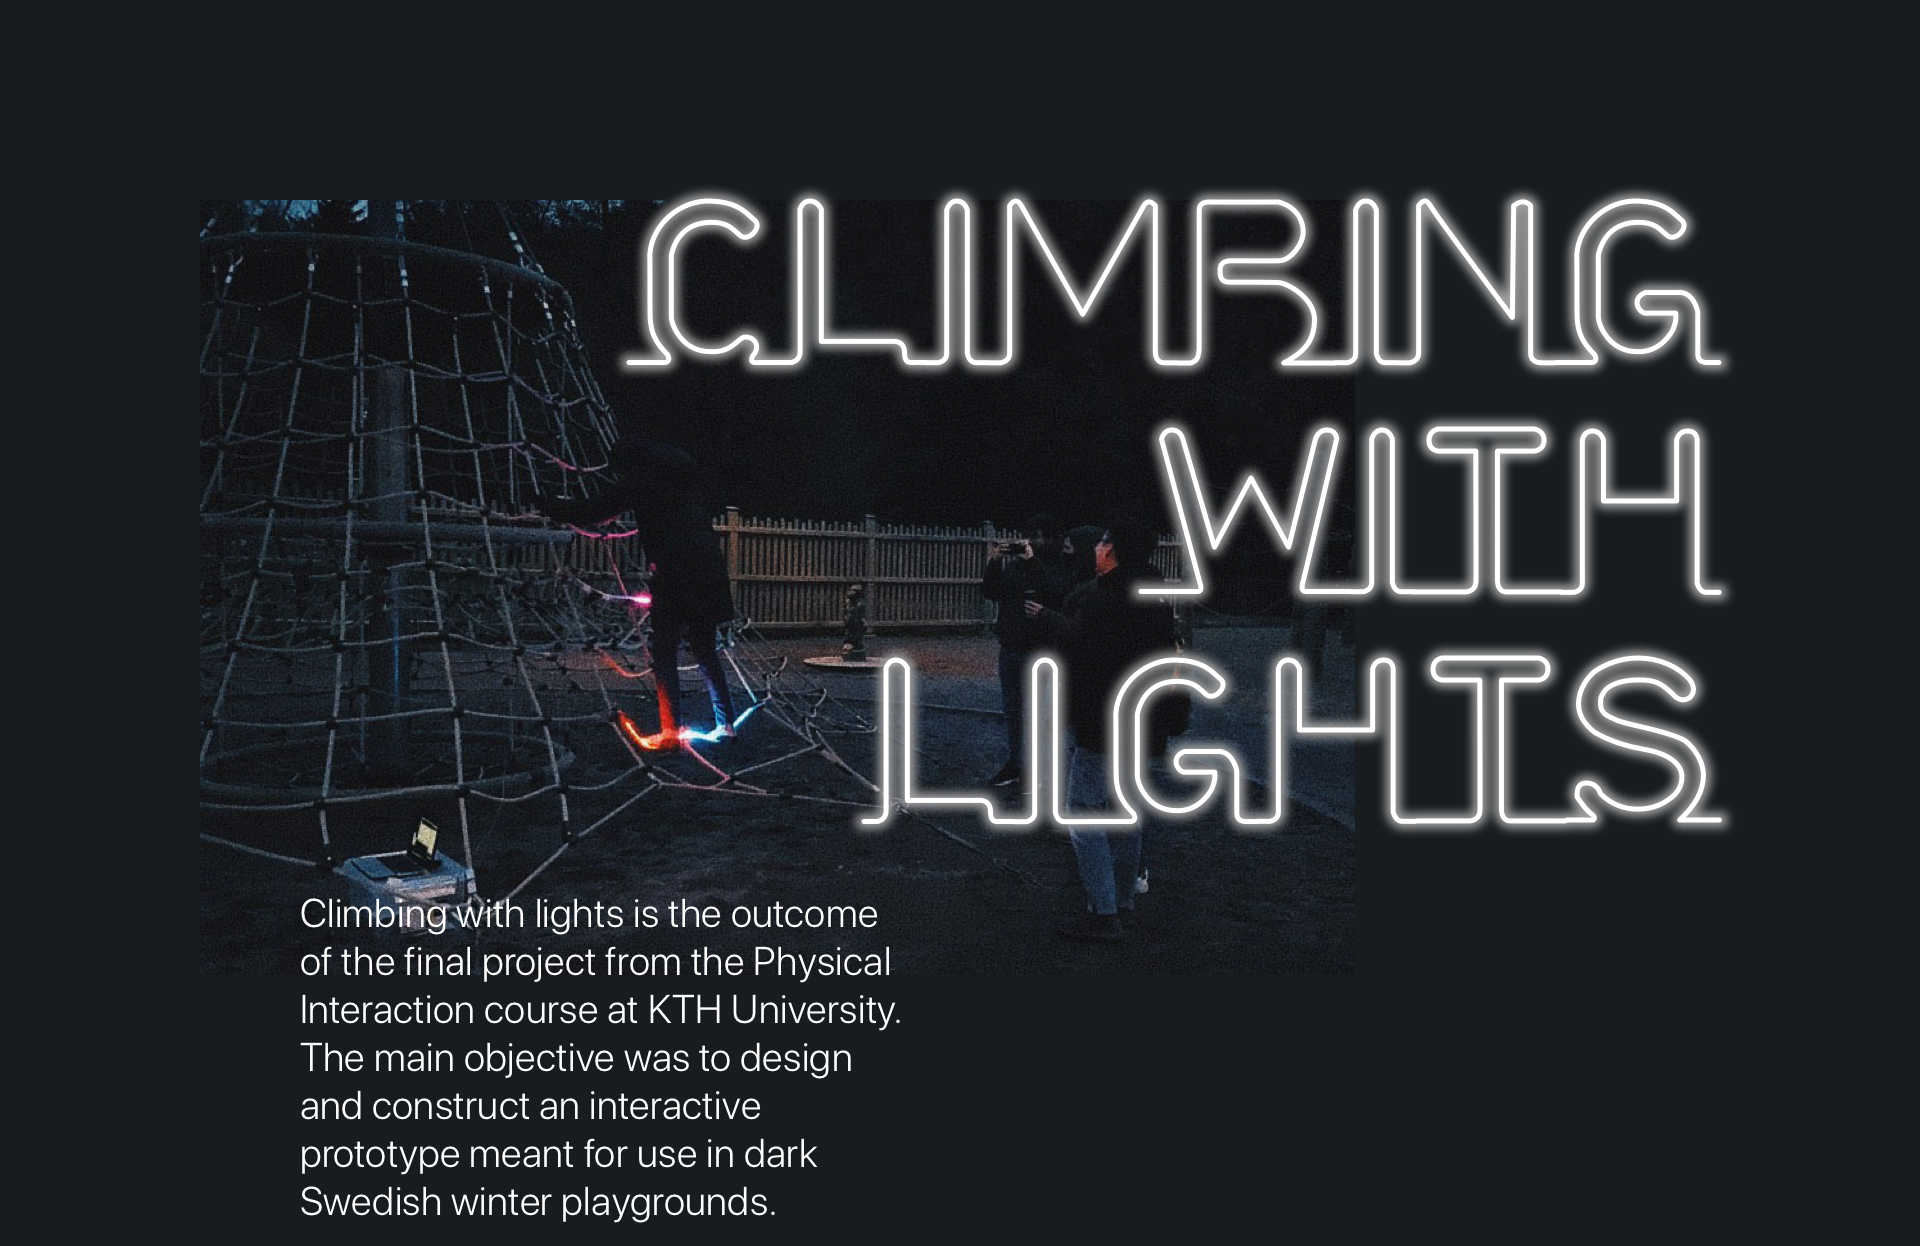 CLIMBING
WITH
LIGHTS
Climbing with lights is the outcome
of the final project from the Physical
Interaction course at KTH University.
The main objective was to design
and construct an interactive
prototype meant for use in dark
Swedish winter playgrounds.